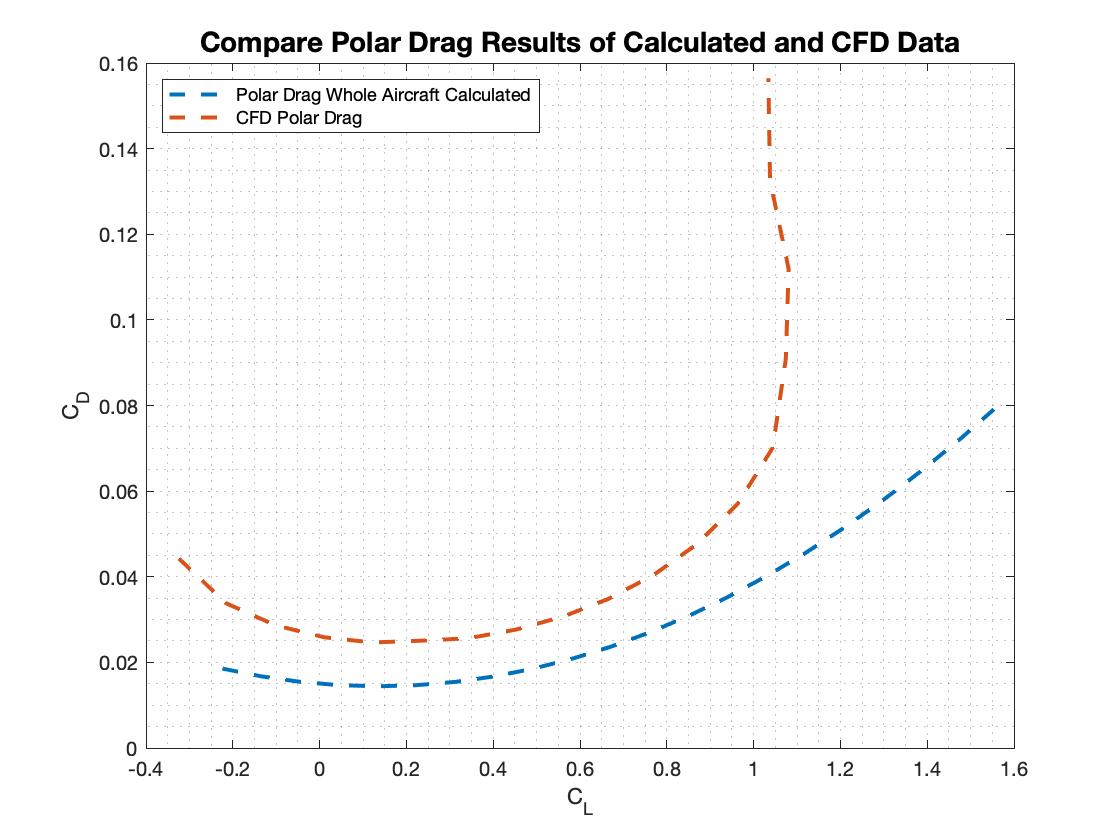 Compare Polar Drag Results of Calculated and CFD Data
0.16
Polar Drag Whole Aircraft Calculated
CFD Polar Drag
0.14
0.12
0.1
C_D
0.08
0.06
0.04
0.02
0
-0.4 -0.2 0 0.2 0.4 0.6 0.8 1 1.2 1.4 1.6
C_L